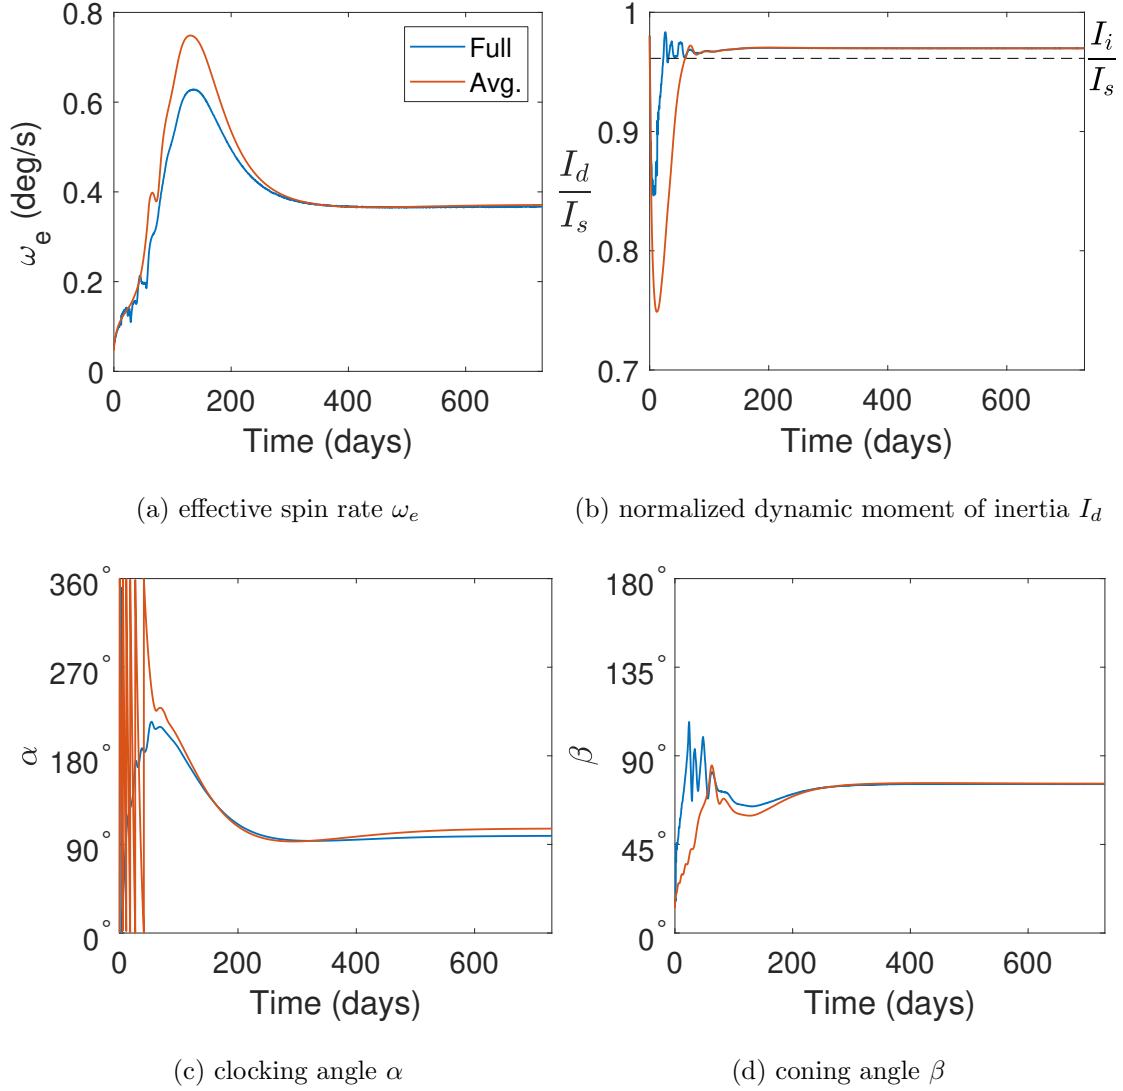 0.8
0.6
0.4
0.2
0
ω_e (deg/s)
Full
Avg.
0 200 400 600
Time (days)
(a) effective spin rate ω_e
1
0.9
0.8
0.7
I_d
I_s
I_i
I_s
0 200 400 600
Time (days)
(b) normalized dynamic moment of inertia I_d
360°
270°
180°
90°
0°
α
0 200 400 600
Time (days)
(c) clocking angle α
180°
135°
90°
45°
0°
β
0 200 400 600
Time (days)
(d) coning angle β